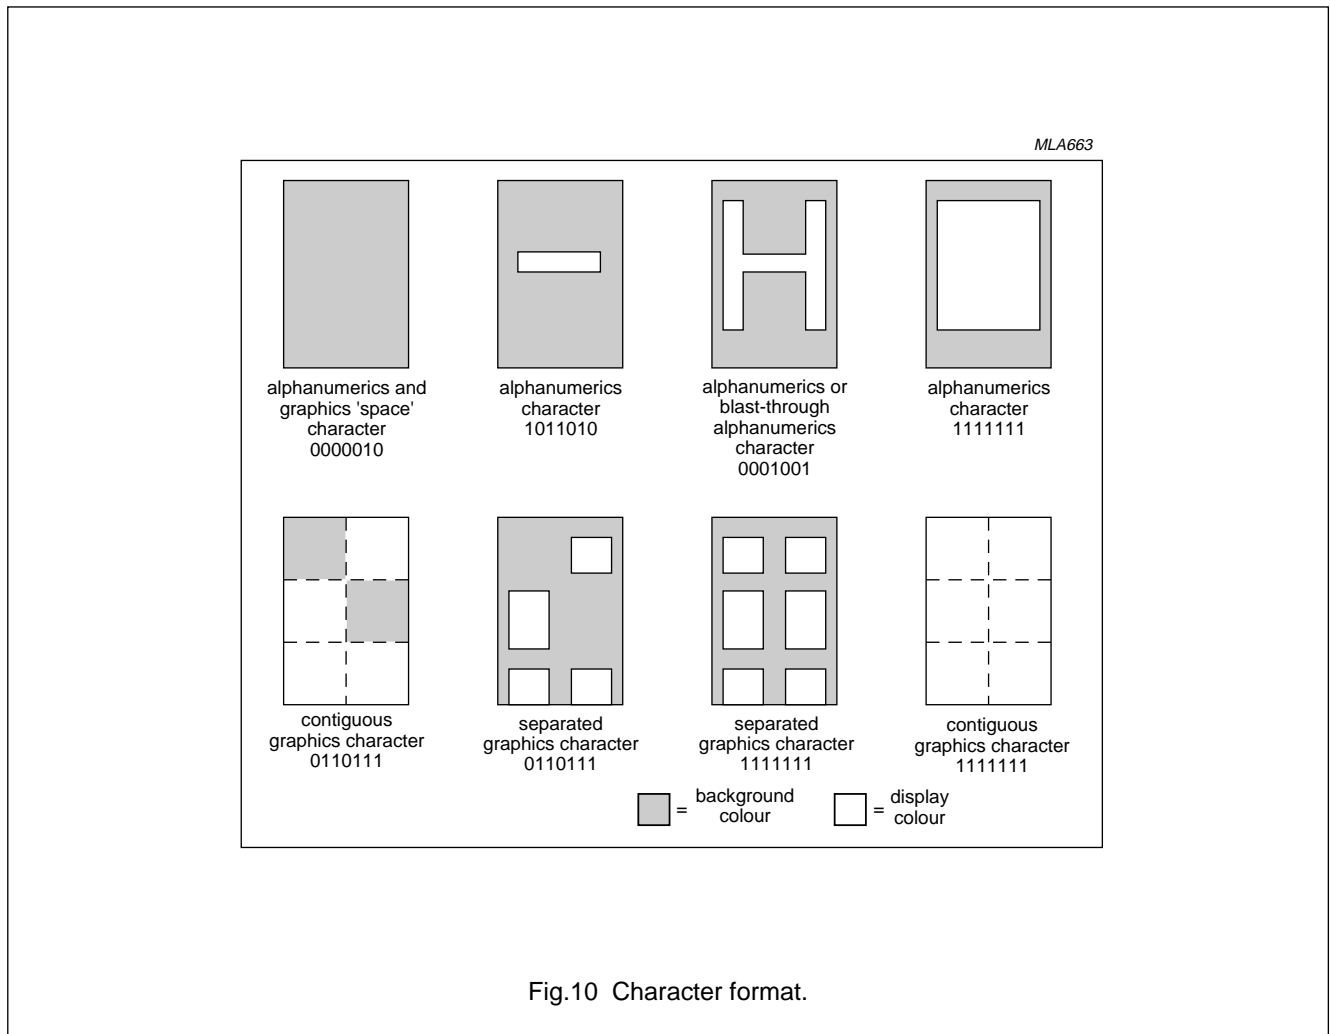 MLA663
alphanumerics and
graphics 'space'
character
0000010
alphanumerics
character
1011010
alphanumerics or
blast-through
alphanumerics
character
0001001
alphanumerics
character
1111111
contiguous
graphics character
0110111
separated
graphics character
0110111
separated
graphics character
1111111
contiguous
graphics character
1111111
= background
colour
= display
colour
Fig.10 Character format.